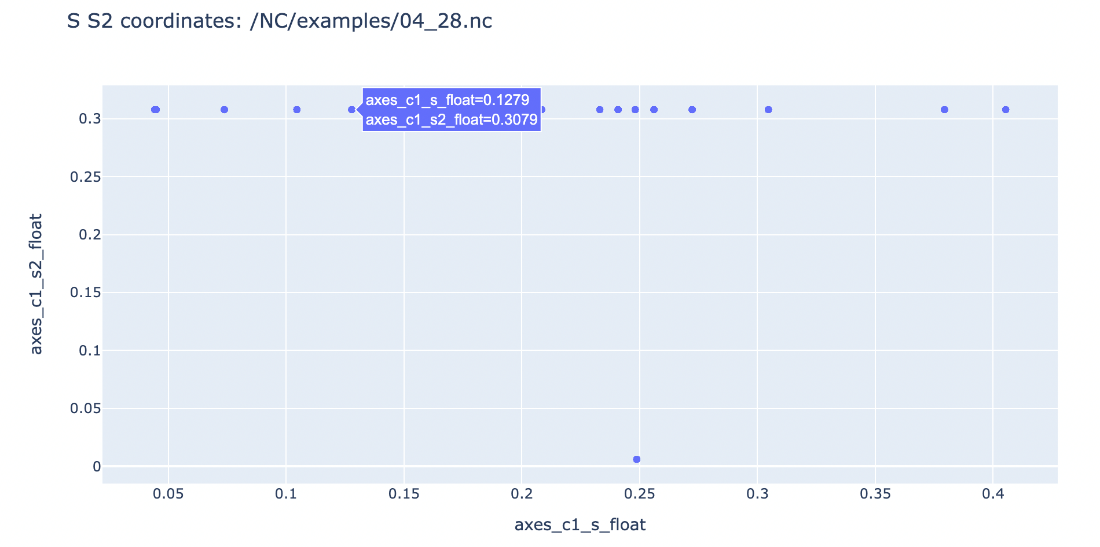 S S2 coordinates: /NC/examples/04_28.nc
axes_c1_s_float=0.1279
axes_c1_s2_float=0.3079
0.3
0.25
0.2
0.15
0.1
0.05
0
axes_c1_s2_float
0.05 0.1 0.15 0.2 0.25 0.3 0.35 0.4
axes_c1_s_float